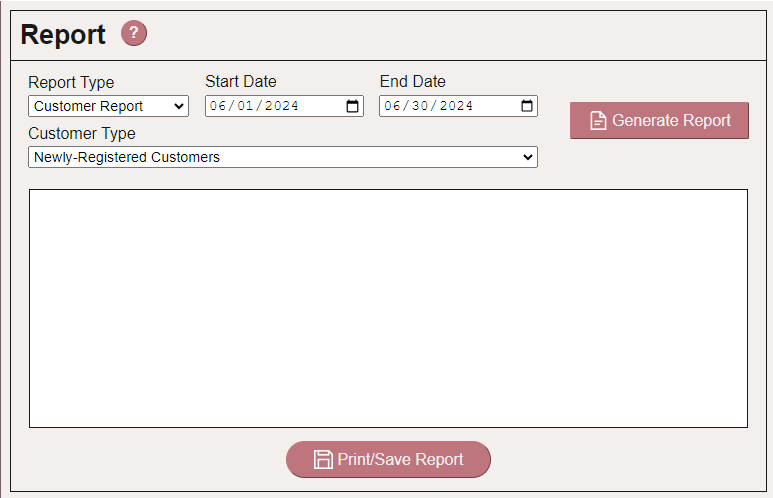 Report ?
Report Type Start Date End Date
Customer Report 06/01/2024 06/30/2024
Generate Report
Customer Type
Newly-Registered Customers
Print/Save Report